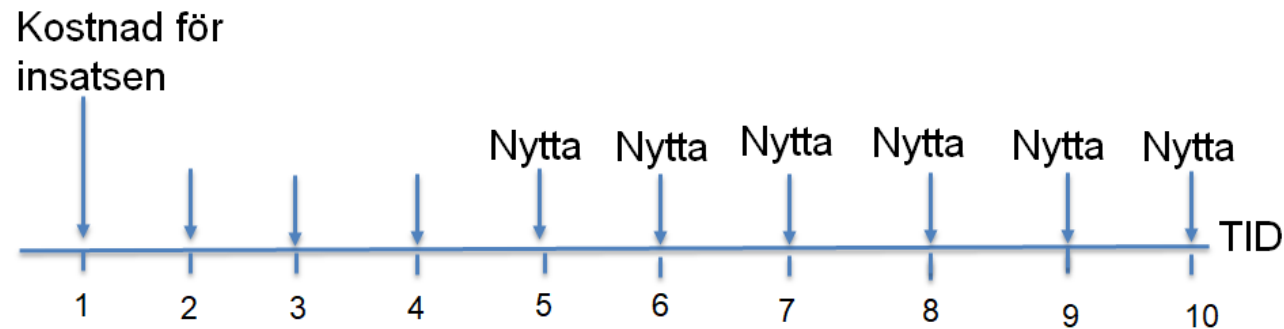 Kostnad för
insatsen
Nytta Nytta Nytta Nytta Nytta Nytta
TID
1 2 3 4 5 6 7 8 9 10